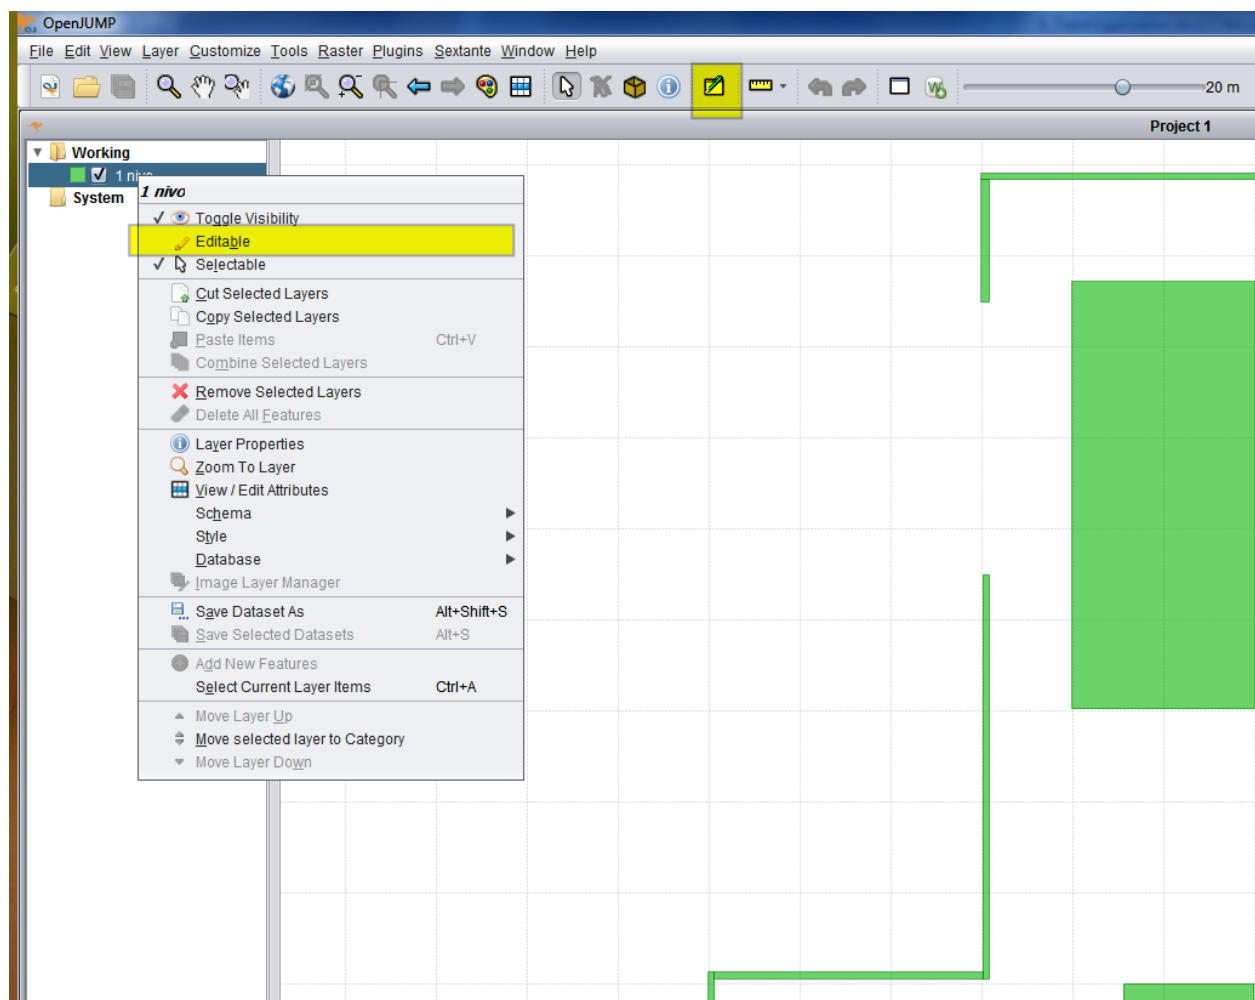 OpenJUMP
File Edit View Layer Customize Tools Raster Plugins Sextante Window Help
20 m
Project 1
Working
1 nivo
System
1 nivo
Toggle Visibility
Editable
Selectable
Cut Selected Layers
Copy Selected Layers
Paste Items Ctrl+V
Combine Selected Layers
Remove Selected Layers
Delete All Features
Layer Properties
Zoom To Layer
View / Edit Attributes
Schema
Style
Database
Image Layer Manager
Save Dataset As Alt+Shift+S
Save Selected Datasets Alt+S
Add New Features
Select Current Layer Items Ctrl+A
Move Layer Up
Move selected layer to Category
Move Layer Down